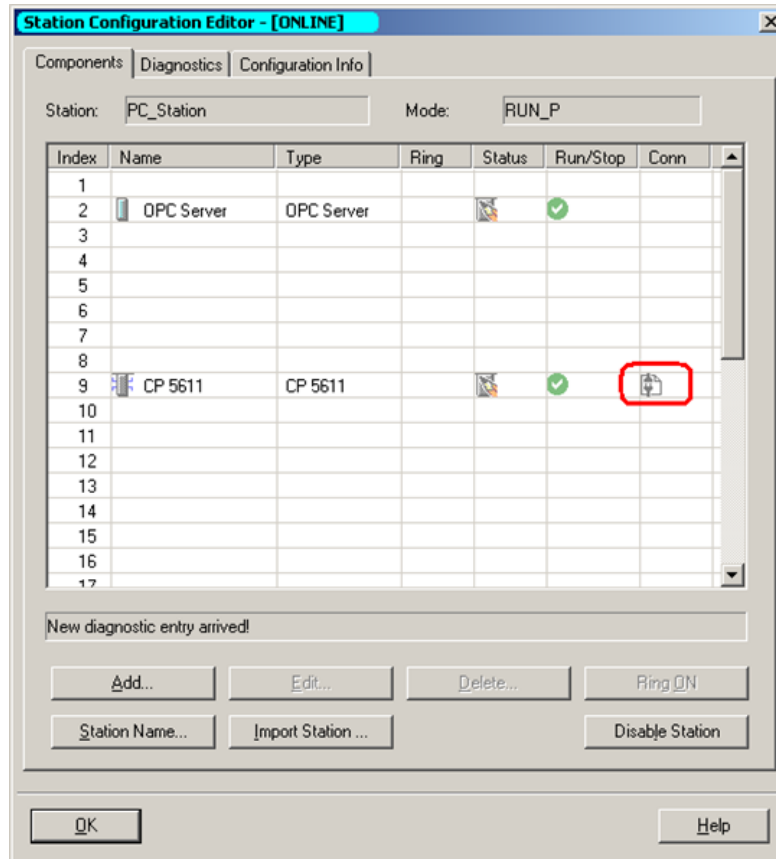 Station Configuration Editor - [ONLINE]
Components Diagnostics Configuration Info
Station: PC_Station Mode: RUN_P
Index Name Type Ring Status Run/Stop Conn
1
2 OPC Server OPC Server
3
4
5
6
7
8
9 CP 5611 CP 5611
10
11
12
13
14
15
16
17
New diagnostic entry arrived!
Add... Edit... Delete... Ring ON
Station Name... Import Station ... Disable Station
OK Help